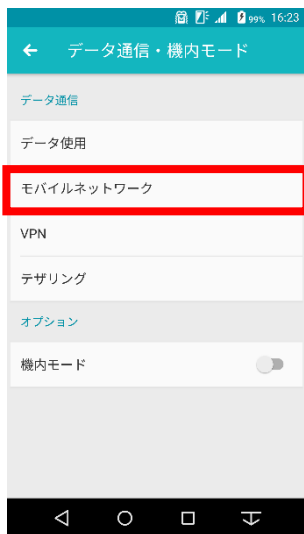 99% 16:23
データ通信・機内モード
データ通信
データ使用
モバイルネットワーク
VPN
テザリング
オプション
機内モード